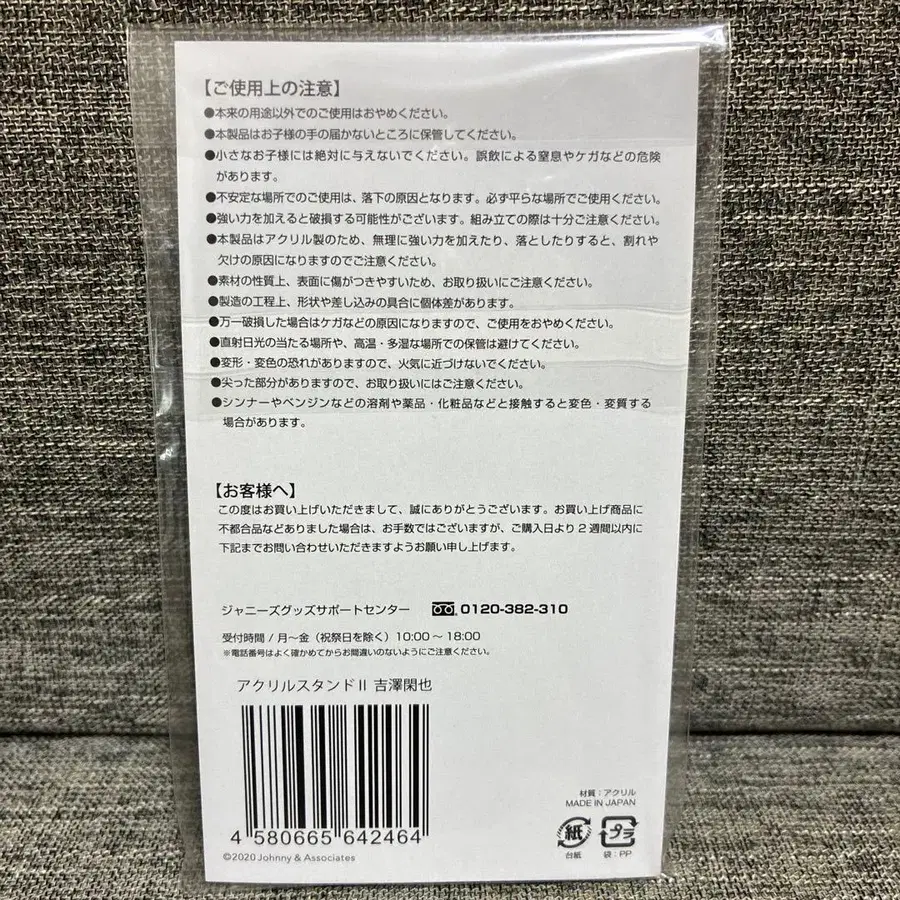 【ご使用上の注意】
●本来の用途以外でのご使用はおやめください。
●本製品はお子様の手の届かないところに保管してください。
●小さなお子様には絶対に与えないでください。誤飲による窒息やケガなどの危険
があります。
●不安定な場所でのご使用は、落下の原因となります。必ず平らな場所でご使用ください。
●強い力を加えると破損する可能性がございます。組み立ての際は十分ご注意ください。
●本製品はアクリル製のため、無理に強い力を加えたり、落としたりすると、割れや
欠けの原因になりますのでご注意ください。
●素材の性質上、表面に傷がつきやすいため、お取り扱いにご注意ください。
●製造の工程上、形状や差し込みの具合に個体差があります。
●万一破損した場合はケガなどの原因になりますので、ご使用をおやめください。
●直射日光の当たる場所や、高温・多湿な場所での保管は避けてください。
●変形・変色の恐れがありますので、火気に近づけないでください。
●尖った部分がありますので、お取り扱いにはご注意ください。
●シンナーやベンジンなどの溶剤や薬品・化粧品などと接触すると変色・変質する
場合があります。
【お客様へ】
この度はお買い上げいただきまして、誠にありがとうございます。お買い上げ商品に
不都合品などありました場合は、お手数ではございますが、ご購入日より2週間以内に
下記までお問い合わせいただきますようお願い申し上げます。
ジャニーズグッズサポートセンター 0120-382-310
受付時間 / 月～金（祝祭日を除く）10:00～18:00
※電話番号はよく確かめてからお間違いのないようにご注意ください。
アクリルスタンドII 吉澤閑也
4 580665 642464
©2020 Johnny & Associates
材質：アクリル
MADE IN JAPAN
紙 プラ
台紙 袋：PP